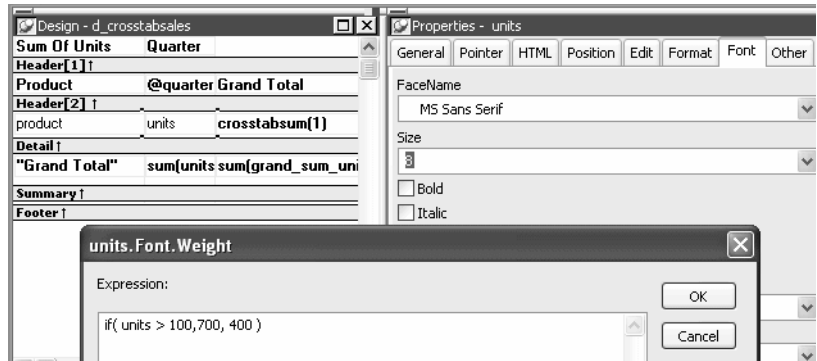 Design - d_crosstabsales
Sum Of Units Quarter
Header[1]↑
Product @quarter Grand Total
Header[2] ↑
product units crosstabsum(1)
Detail↑
"Grand Total" sum(units sum(grand_sum_uni
Summary↑
Footer↑
Properties - units
General Pointer HTML Position Edit Format Font Other
FaceName
MS Sans Serif
Size
8
Bold
Italic
units.Font.Weight
Expression:
if( units > 100,700, 400 )
OK
Cancel